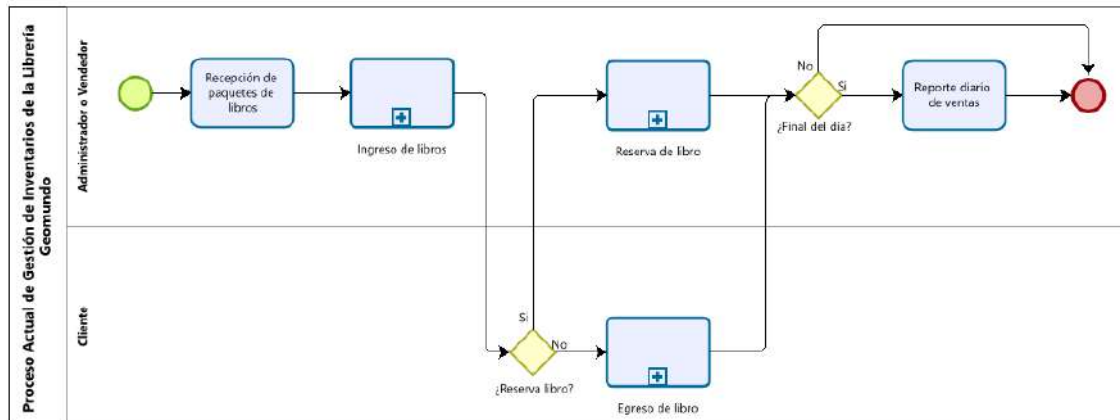 Proceso Actual de Gestión de Inventarios de la Librería
Geomundo
Administrador o Vendedor
Recepción de
paquetes de
libros
Ingreso de libros
Reserva de libro
No
Si
¿Final del día?
Reporte diario
de ventas
Cliente
Si
No
¿Reserva libro?
Egreso de libro